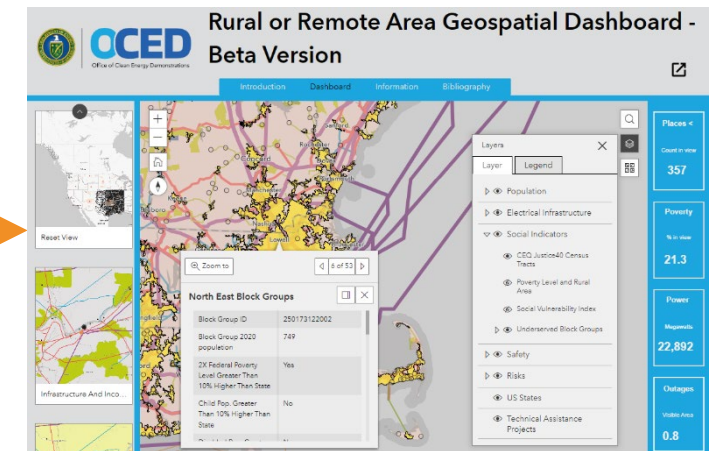 OCED
Office of Clean Energy Demonstrations
Rural or Remote Area Geospatial Dashboard -
Beta Version
Introduction Dashboard Information Bibliography
Reset View
Infrastructure And Inco...
Concord
Manchester
Nashua
Lowell
Zoom to
6 of 53
North East Block Groups
Block Group ID 250173122002
Block Group 2020
population 749
2X Federal Poverty
Level Greater Than
10% Higher Than State Yes
Child Pop. Greater
Than 10% Higher Than
State No
Layers
Layer Legend
Population
Electrical Infrastructure
Social Indicators
CEQ Justice40 Census
Tracts
Poverty Level and Rural
Area
Social Vulnerability Index
Underserved Block Groups
Safety
Risks
US States
Technical Assistance
Projects
Places <
Count in view
357
Poverty
% in view
21.3
Power
Megawatts
22,892
Outages
Visible Area
0.8